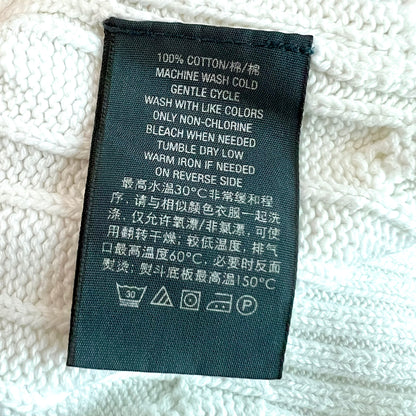 100% COTTON/棉/棉
MACHINE WASH COLD
GENTLE CYCLE
WASH WITH LIKE COLORS
ONLY NON-CHLORINE
BLEACH WHEN NEEDED
TUMBLE DRY LOW
WARM IRON IF NEEDED
ON REVERSE SIDE
最高水温30°C非常缓和程
序，请与相似颜色衣服一起洗
涤，仅允许氧漂/非氯漂，可
使用翻转干燥；较低温度，排气
口最高温度60°C，必要时反面
熨烫；熨斗底板最高温150°C
30